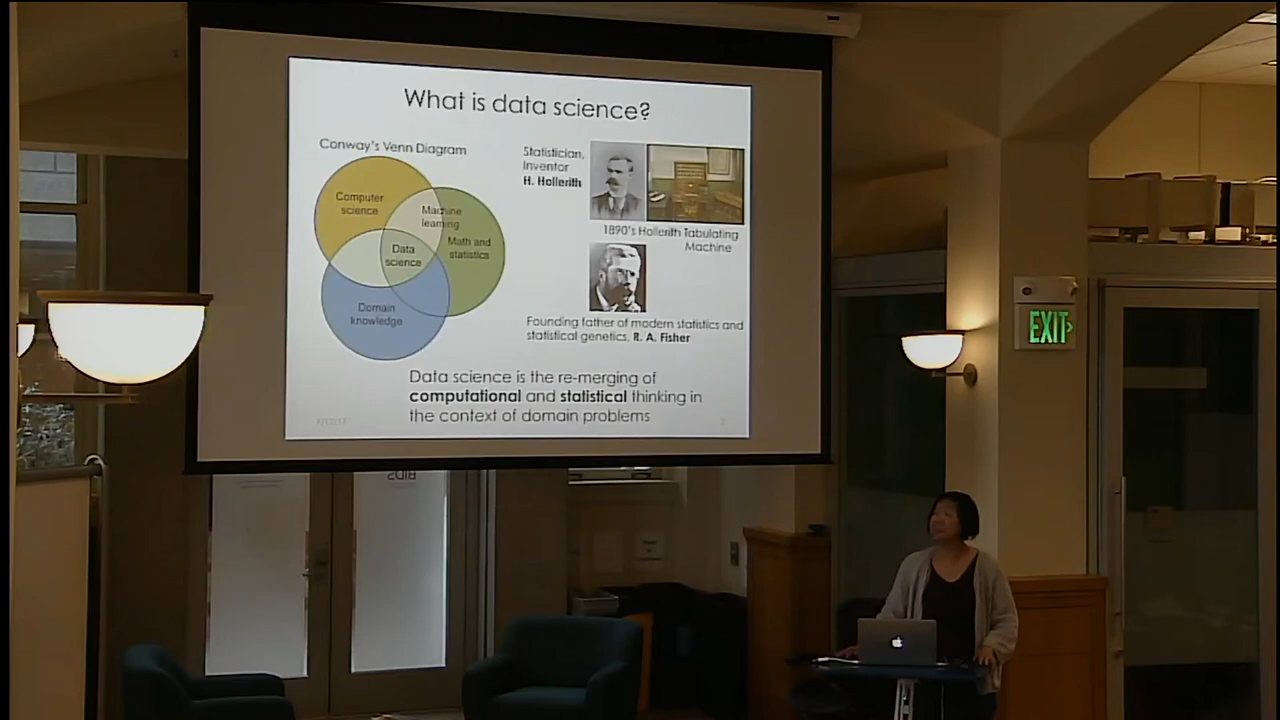 What is data science?
Conway's Venn Diagram
Computer
science
Machine
learning
Math and
statistics
Data
science
Domain
knowledge
Statistician,
Inventor
H. Hollerith
1890's Hollerith Tabulating
Machine
Founding father of modern statistics and
statistical genetics, R. A. Fisher
Data science is the re-merging of
computational and statistical thinking in
the context of domain problems
2
EXIT
BIDS